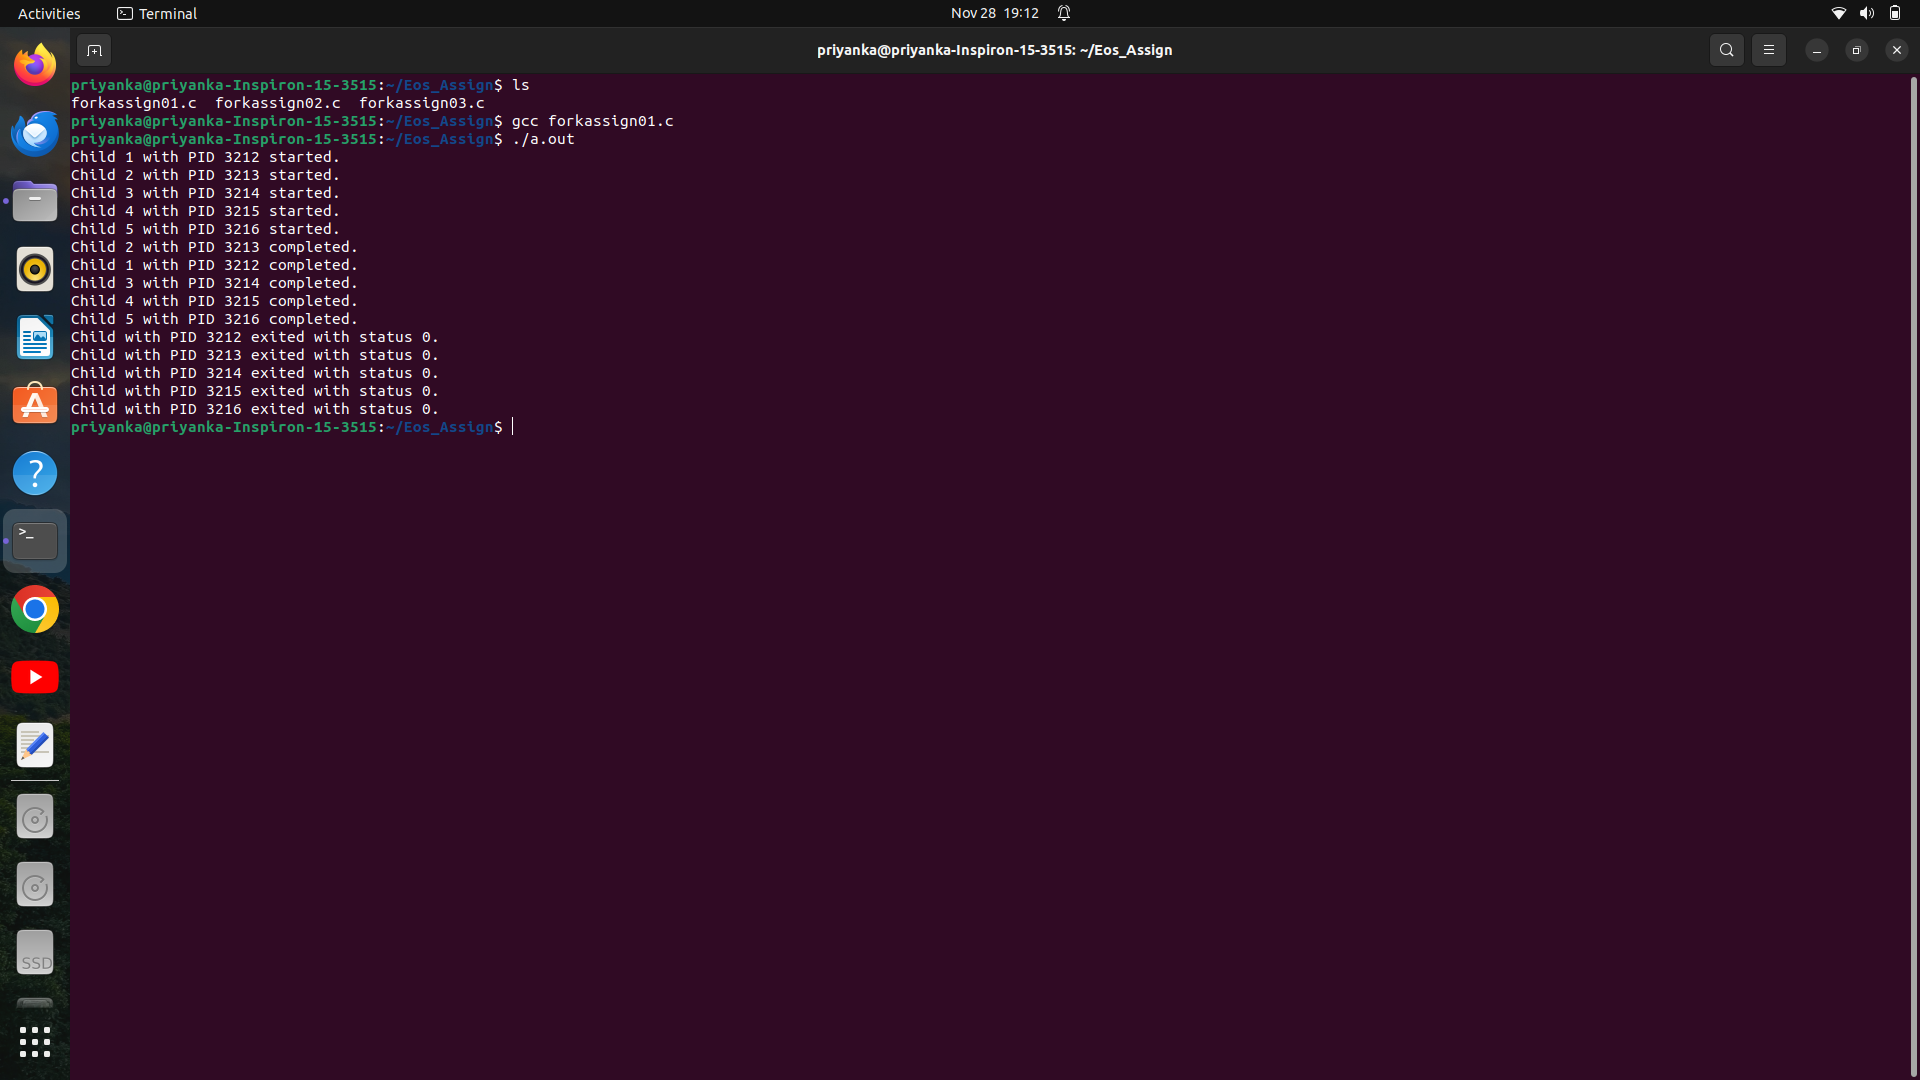 Activities Terminal Nov 28 19:12
priyanka@priyanka-Inspiron-15-3515: ~/Eos_Assign
priyanka@priyanka-Inspiron-15-3515:~/Eos_Assign$ ls
forkassign01.c  forkassign02.c  forkassign03.c
priyanka@priyanka-Inspiron-15-3515:~/Eos_Assign$ gcc forkassign01.c
priyanka@priyanka-Inspiron-15-3515:~/Eos_Assign$ ./a.out
Child 1 with PID 3212 started.
Child 2 with PID 3213 started.
Child 3 with PID 3214 started.
Child 4 with PID 3215 started.
Child 5 with PID 3216 started.
Child 2 with PID 3213 completed.
Child 1 with PID 3212 completed.
Child 3 with PID 3214 completed.
Child 4 with PID 3215 completed.
Child 5 with PID 3216 completed.
Child with PID 3212 exited with status 0.
Child with PID 3213 exited with status 0.
Child with PID 3214 exited with status 0.
Child with PID 3215 exited with status 0.
Child with PID 3216 exited with status 0.
priyanka@priyanka-Inspiron-15-3515:~/Eos_Assign$
SSD